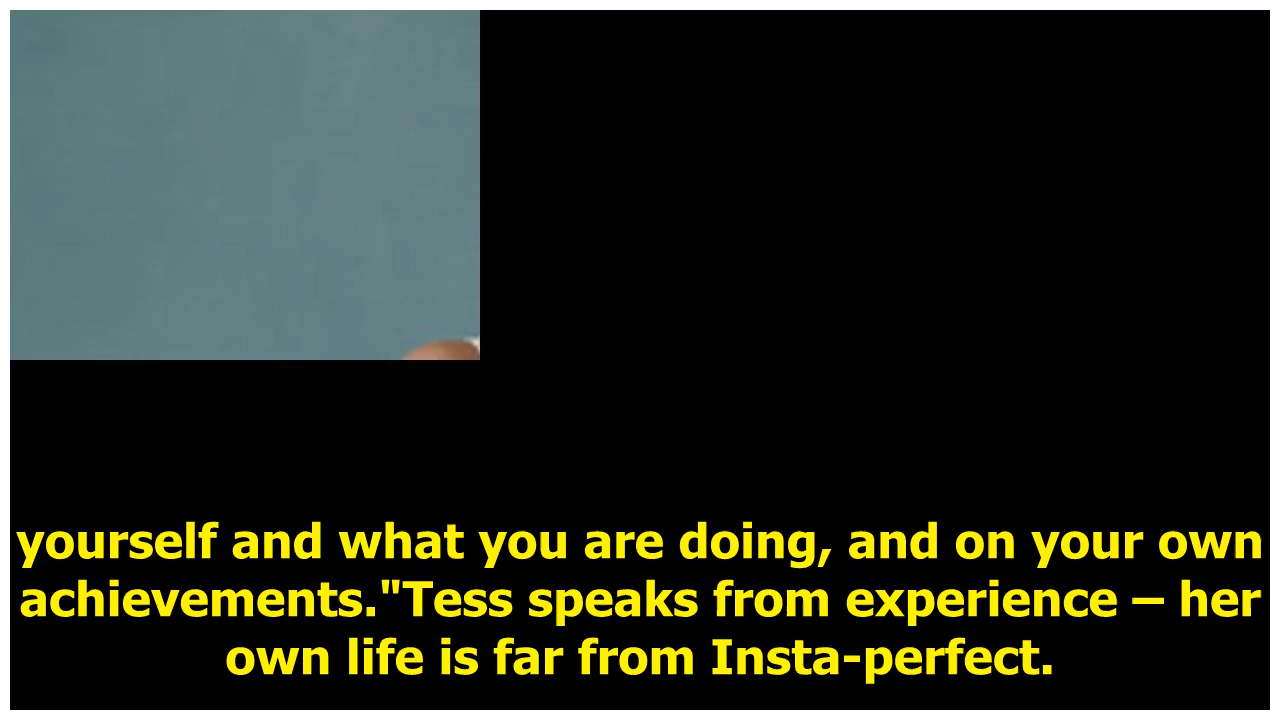 yourself and what you are doing, and on your own
achievements."Tess speaks from experience – her
own life is far from Insta-perfect.